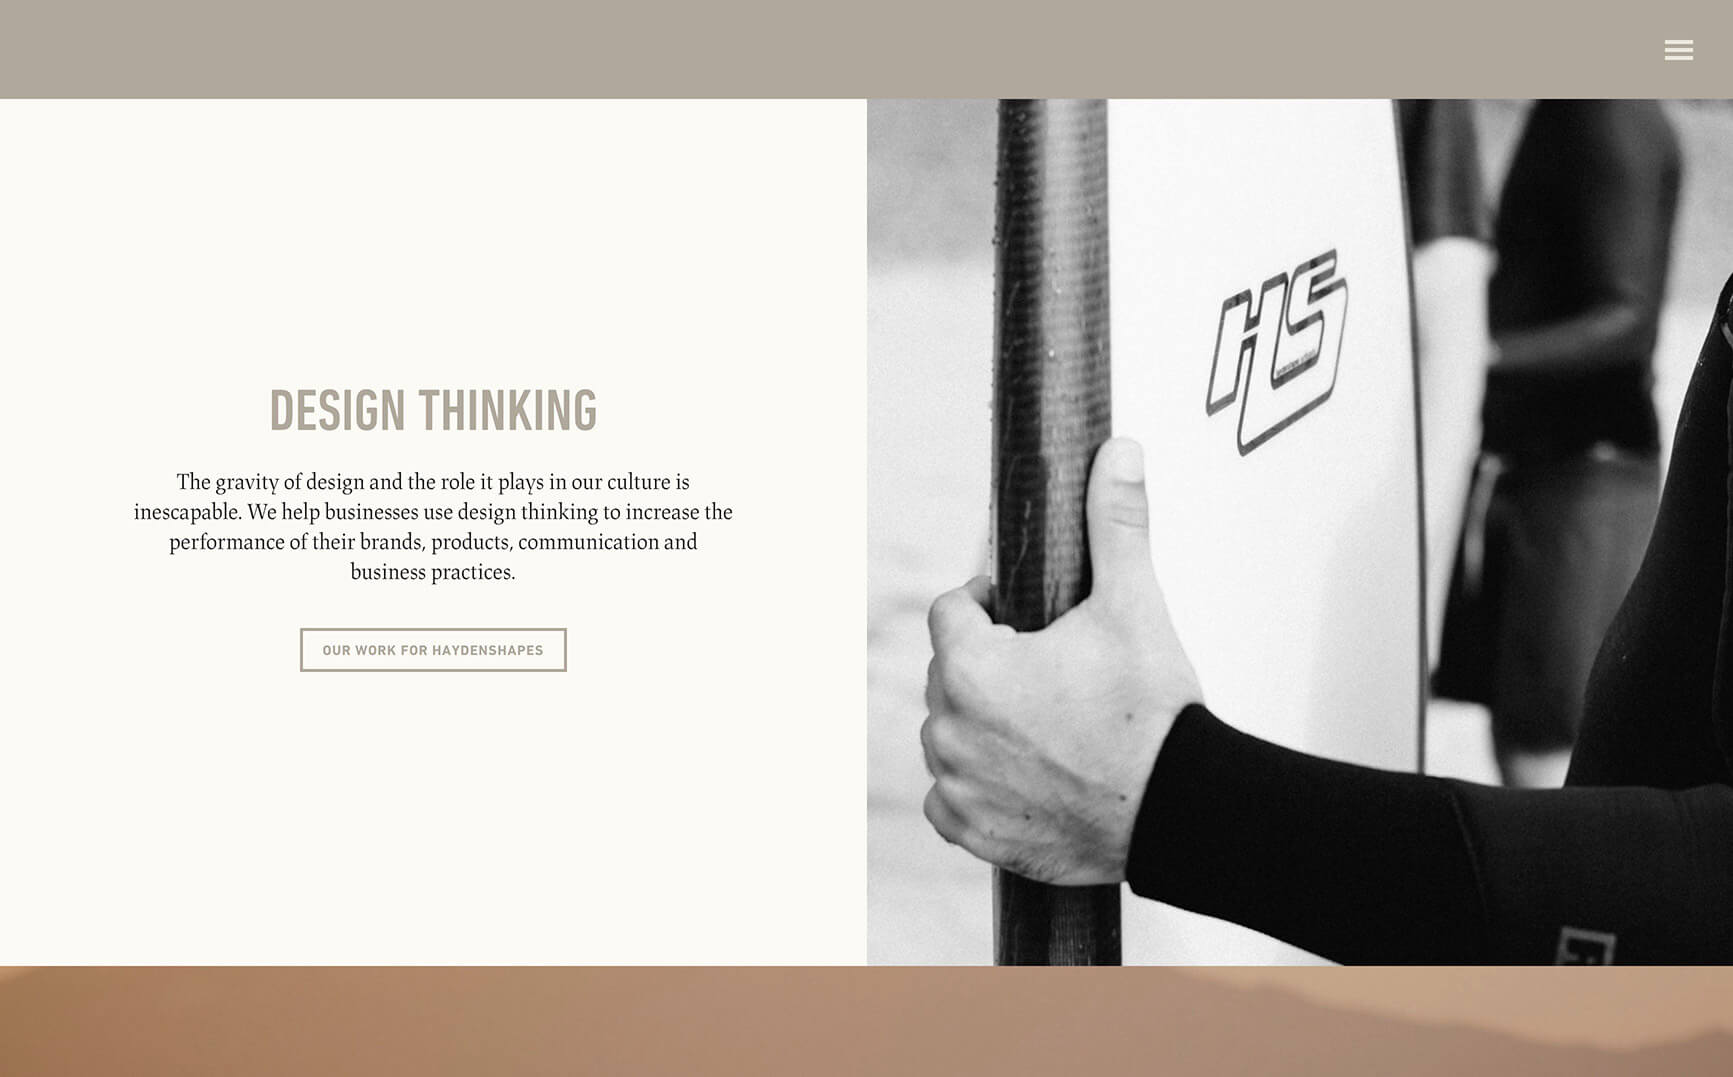 DESIGN THINKING
The gravity of design and the role it plays in our culture is
inescapable. We help businesses use design thinking to increase the
performance of their brands, products, communication and
business practices.
OUR WORK FOR HAYDENSHAPES
HS